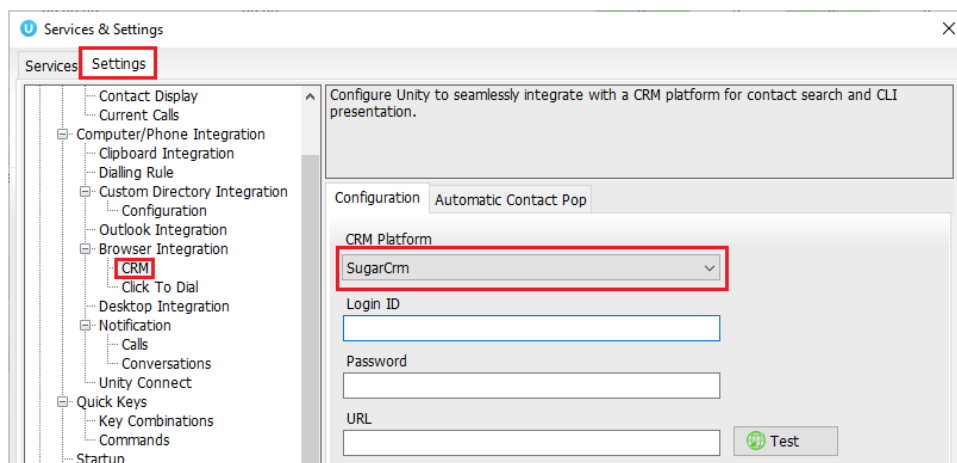 Services & Settings
Services
Settings
Contact Display
Current Calls
Computer/Phone Integration
Clipboard Integration
Dialling Rule
Custom Directory Integration
Configuration
Outlook Integration
Browser Integration
CRM
Click To Dial
Desktop Integration
Notification
Calls
Conversations
Unity Connect
Quick Keys
Key Combinations
Commands
Startup
Configure Unity to seamlessly integrate with a CRM platform for contact search and CLI
presentation.
Configuration
Automatic Contact Pop
CRM Platform
SugarCrm
Login ID
Password
URL
Test